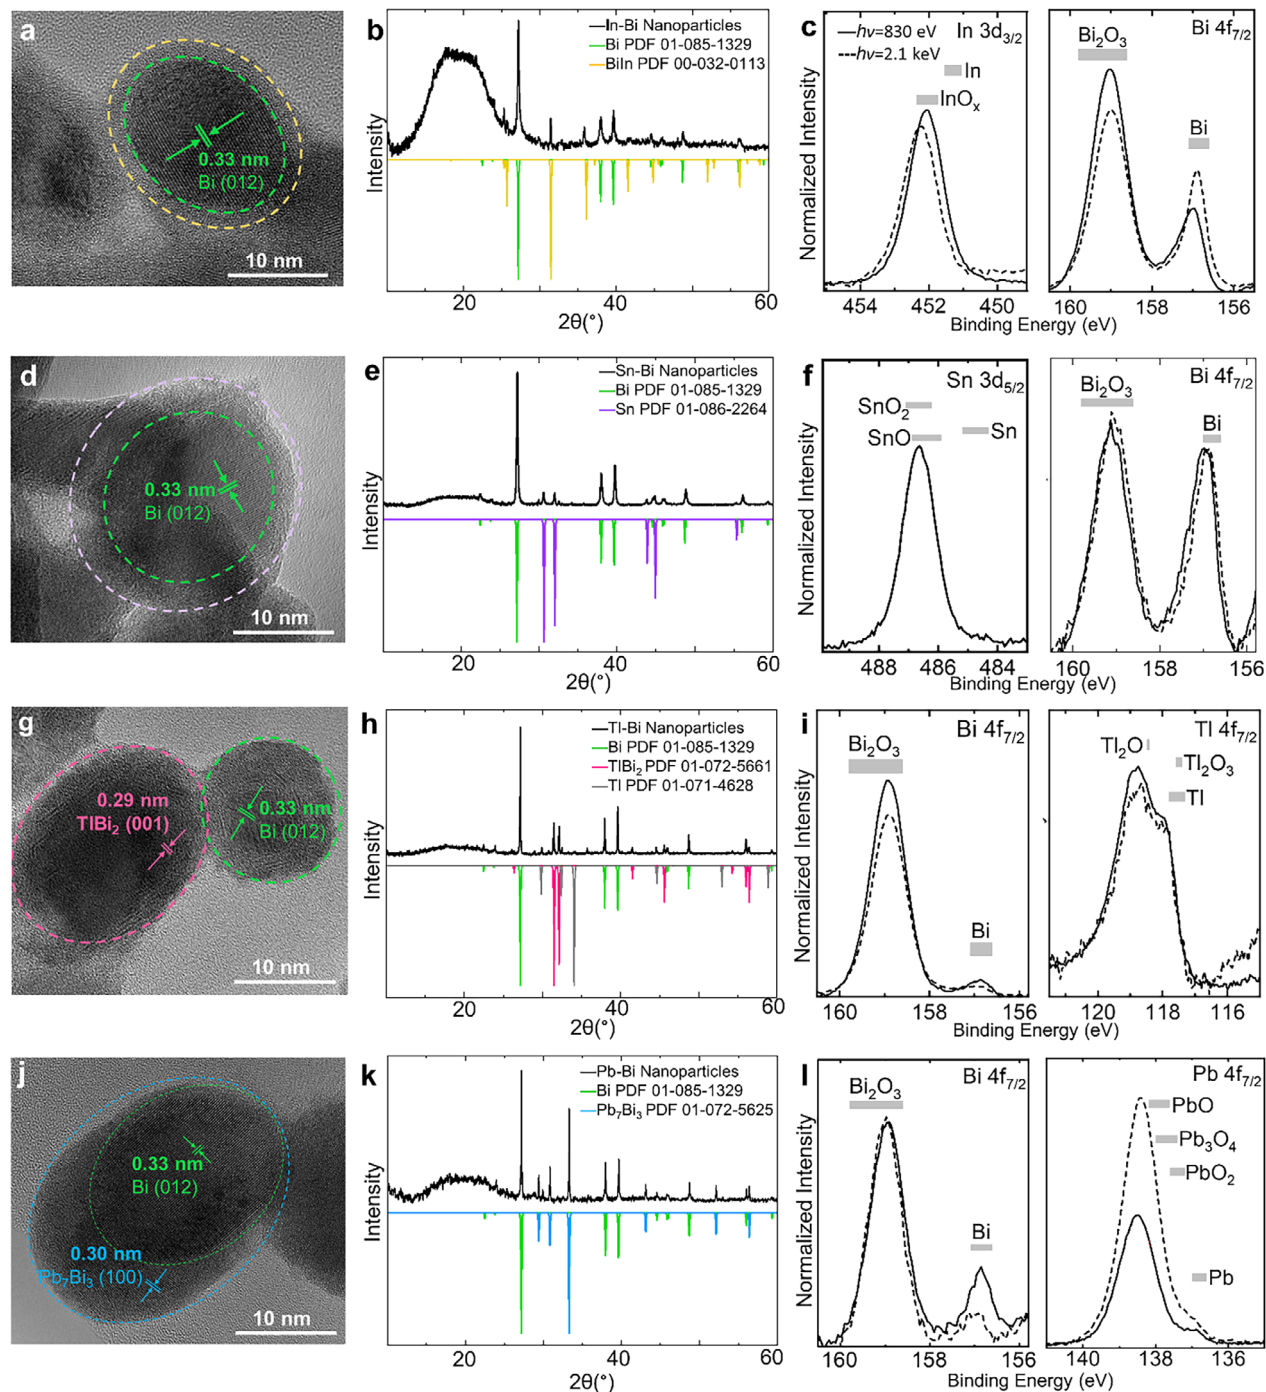 a
0.33 nm
Bi (012)
10 nm
b
In-Bi Nanoparticles
Bi PDF 01-085-1329
BiIn PDF 00-032-0113
Intensity
20 40 60
2θ(°)
c
hν=830 eV
hν=2.1 keV
In 3d3/2
In
InOx
Normalized Intensity
454 452 450
Bi2O3
Bi 4f7/2
Bi
160 158 156
Binding Energy (eV)
d
0.33 nm
Bi (012)
10 nm
e
Sn-Bi Nanoparticles
Bi PDF 01-085-1329
Sn PDF 01-086-2264
Intensity
20 40 60
2θ(°)
f
Sn 3d5/2
SnO2
SnO
Sn
Normalized Intensity
488 486 484
Bi2O3
Bi 4f7/2
Bi
160 158 156
Binding Energy (eV)
g
0.29 nm
TlBi2 (001)
0.33 nm
Bi (012)
10 nm
h
Tl-Bi Nanoparticles
Bi PDF 01-085-1329
TlBi2 PDF 01-072-5661
Tl PDF 01-071-4628
Intensity
20 40 60
2θ(°)
i
Bi2O3
Bi 4f7/2
Bi
Normalized Intensity
160 158 156
Tl 4f7/2
Tl2O
Tl2O3
Tl
120 118 116
Binding Energy (eV)
j
0.33 nm
Bi (012)
0.30 nm
Pb7Bi3 (100)
10 nm
k
Pb-Bi Nanoparticles
Bi PDF 01-085-1329
Pb7Bi3 PDF 01-072-5625
Intensity
20 40 60
2θ(°)
l
Bi2O3
Bi 4f7/2
Bi
Normalized Intensity
160 158 156
Pb 4f7/2
PbO
Pb3O4
PbO2
Pb
140 138 136
Binding Energy (eV)